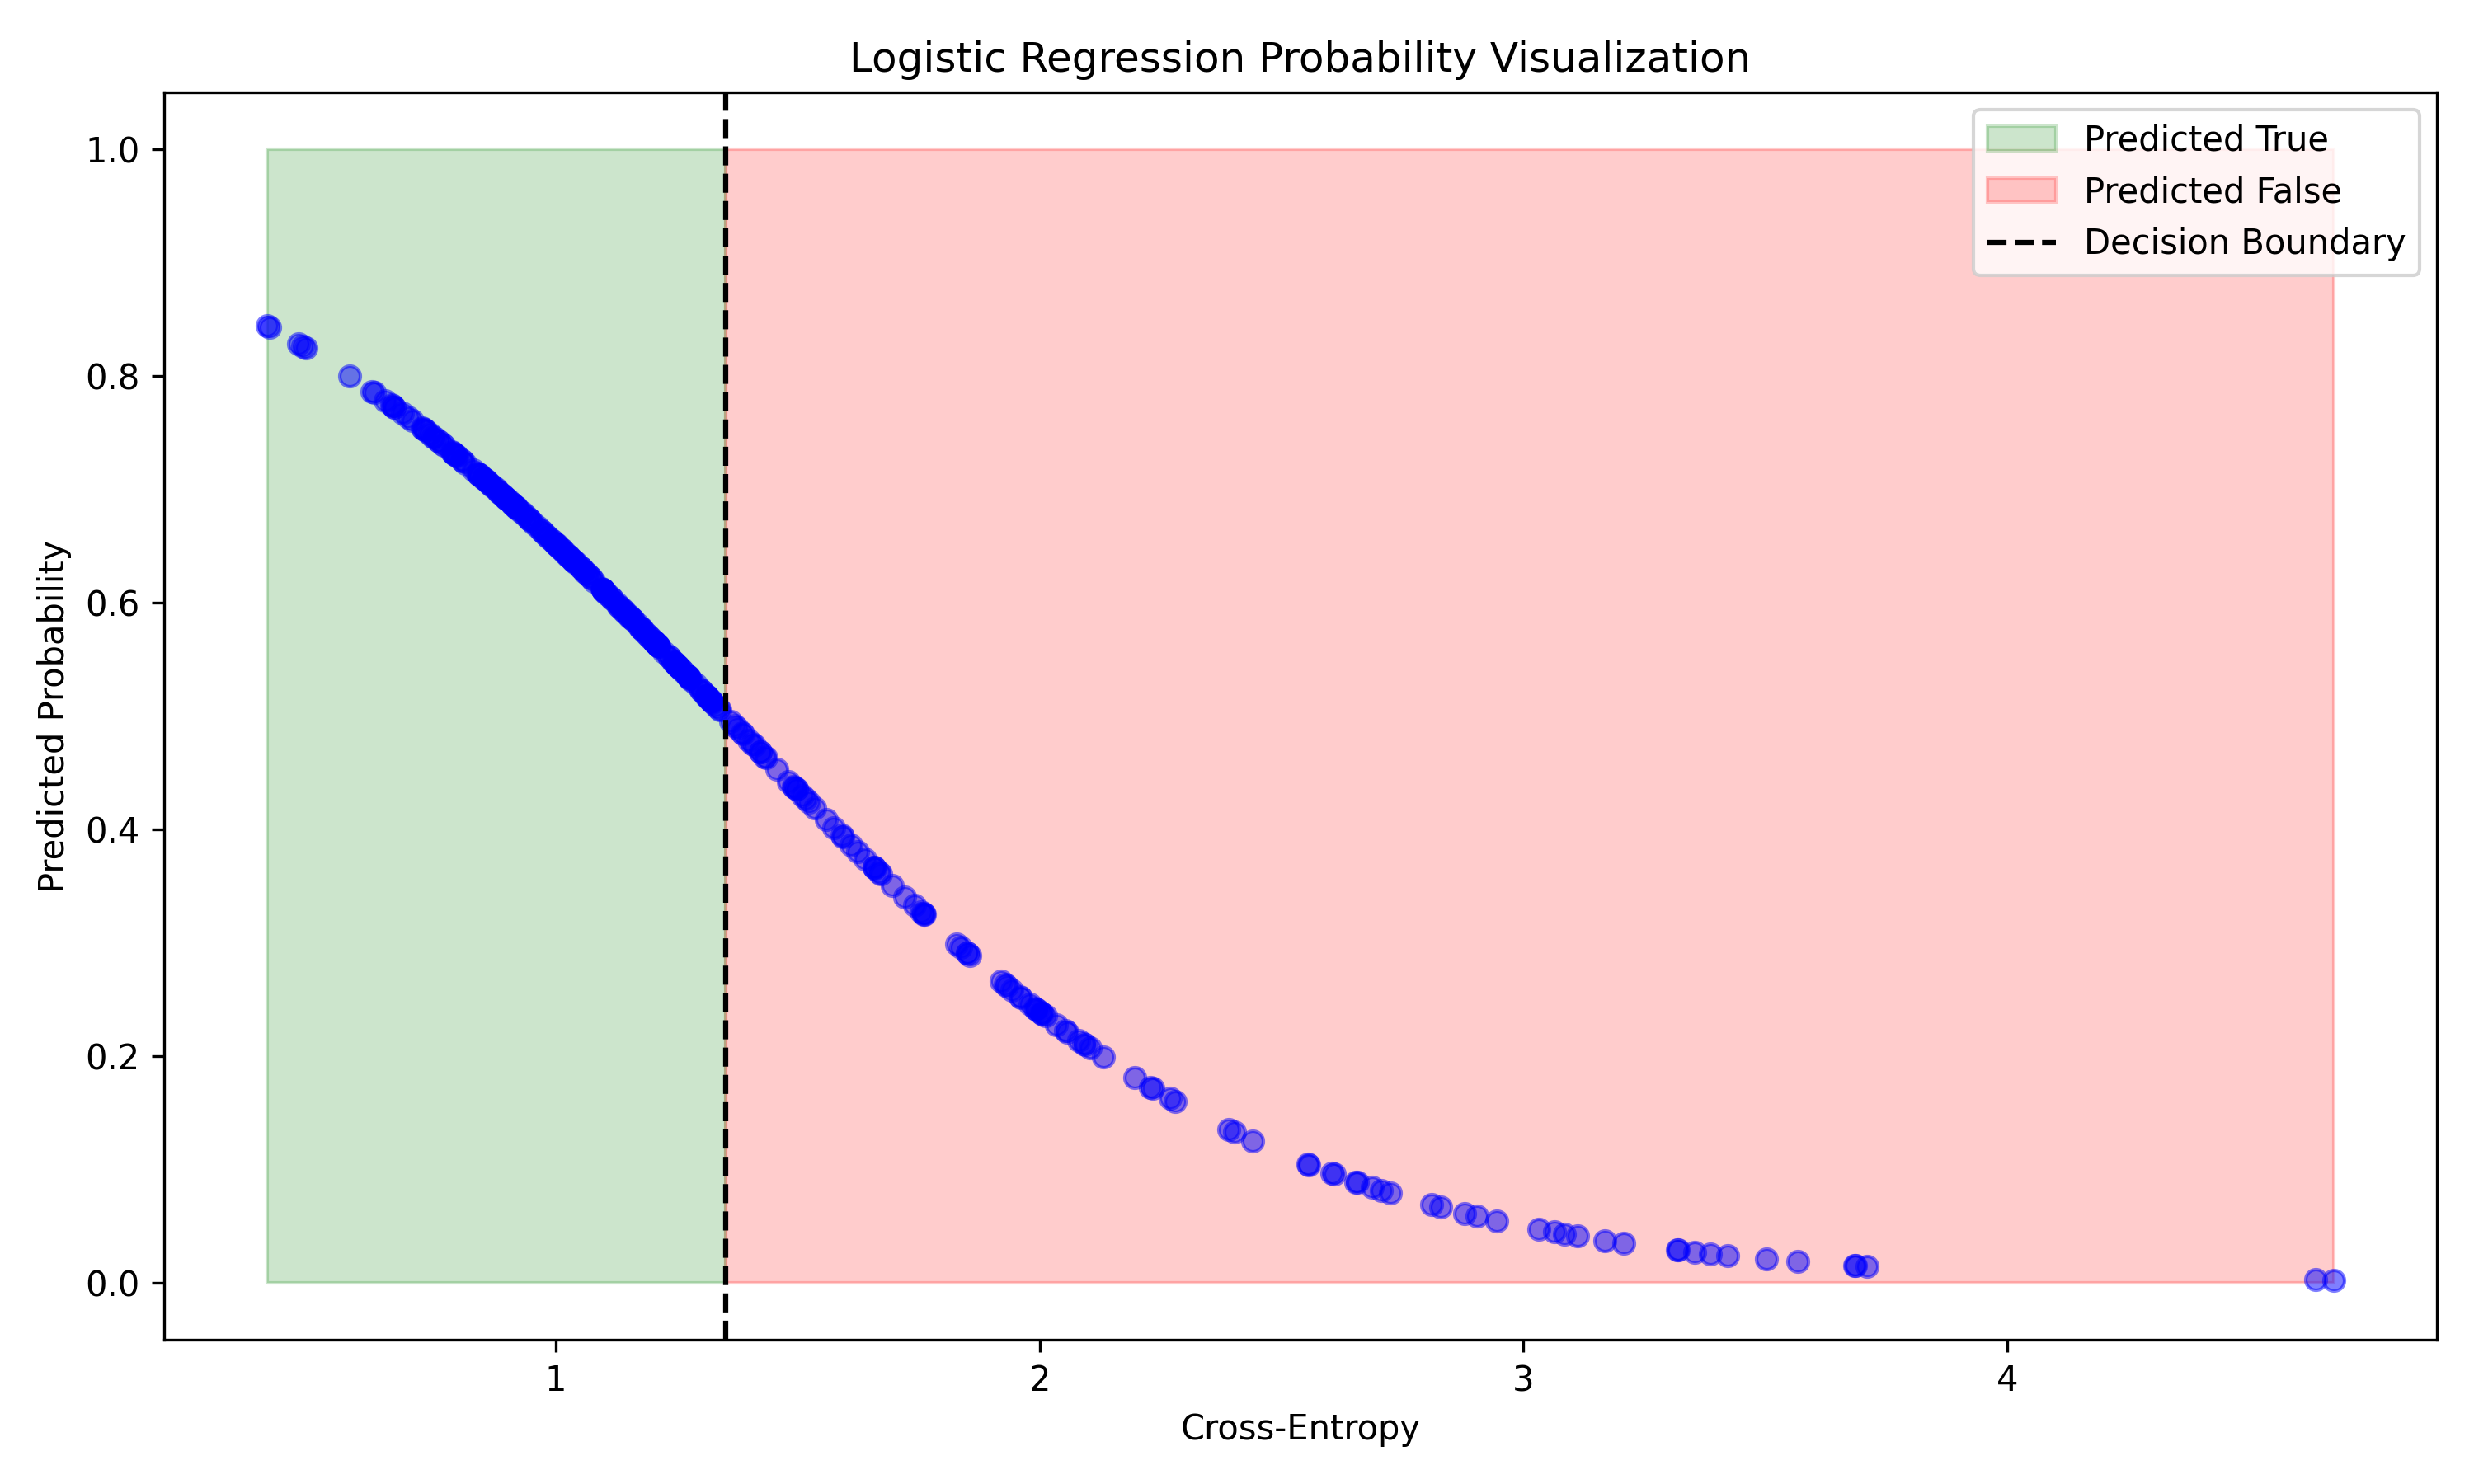 Logistic Regression Probability Visualization
Predicted True
Predicted False
Decision Boundary
Predicted Probability
1.0
0.8
0.6
0.4
0.2
0.0
1 2 3 4
Cross-Entropy